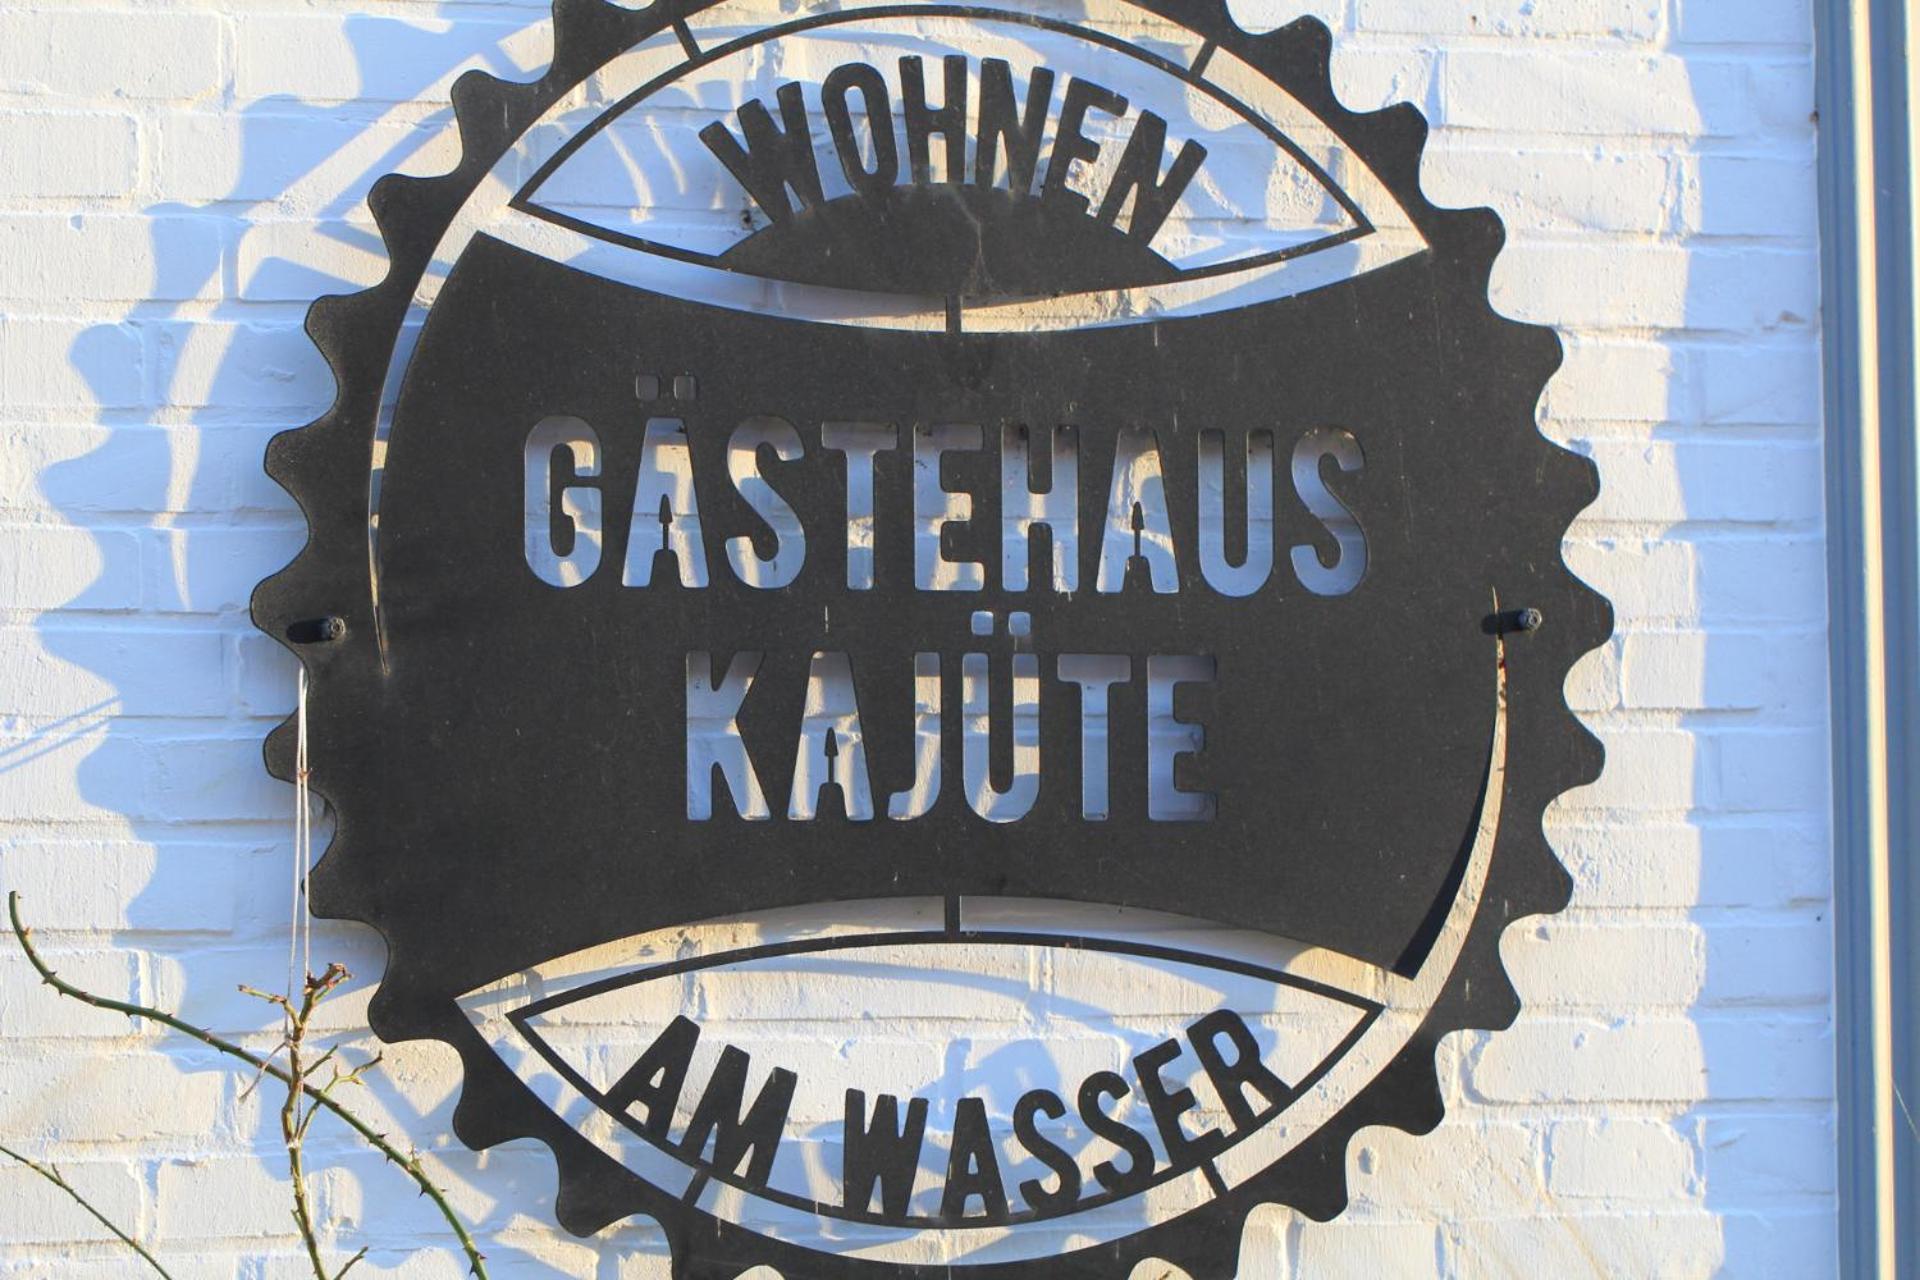 WOHNEN
GÄSTEHAUS
KAJÜTE
AM WASSER